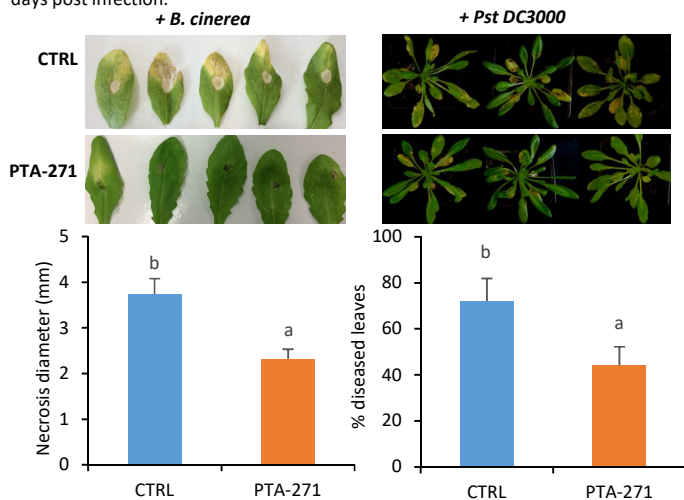 days post infection.
+ B. cinerea
+ Pst DC3000
CTRL
PTA-271
5
4
3
2
1
0
Necrosis diameter (mm)
b
a
CTRL
PTA-271
100
80
60
40
20
0
% diseased leaves
b
a
CTRL
PTA-271